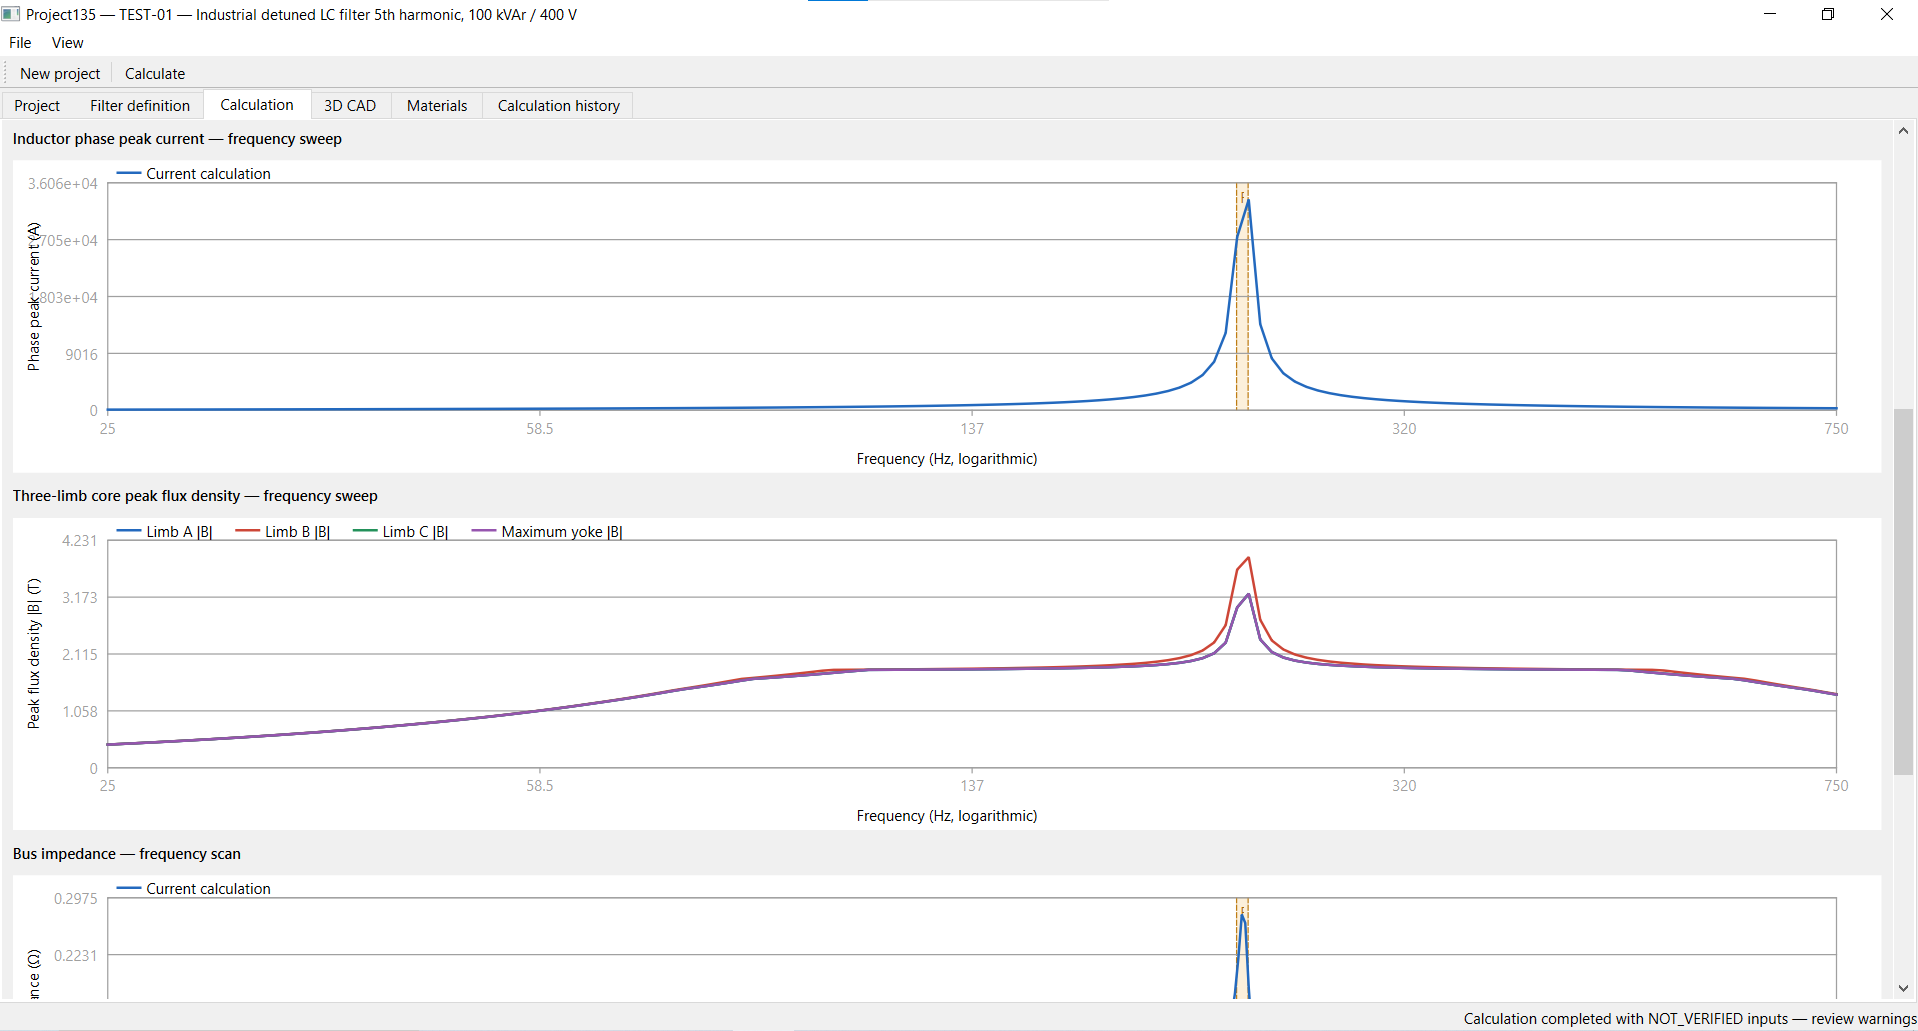 Project135 — TEST-01 — Industrial detuned LC filter 5th harmonic, 100 kVAr / 400 V
File View
New project Calculate
Project Filter definition Calculation 3D CAD Materials Calculation history
Inductor phase peak current — frequency sweep
Current calculation
3.606e+04
705e+04
803e+04
9016
0
Phase peak current (A)
25 58.5 137 320 750
Frequency (Hz, logarithmic)
Three-limb core peak flux density — frequency sweep
Limb A |B| Limb B |B| Limb C |B| Maximum yoke |B|
4.231
3.173
2.115
1.058
0
Peak flux density |B| (T)
25 58.5 137 320 750
Frequency (Hz, logarithmic)
Bus impedance — frequency scan
Current calculation
0.2975
0.2231
nce (Ω)
Calculation completed with NOT_VERIFIED inputs — review warnings